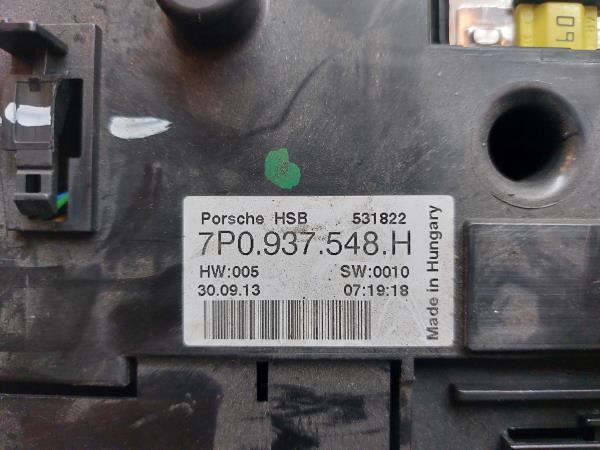 60
Porsche HSB 531822
7P0.937.548.H
HW:005 SW:0010
30.09.13 07:19:18
Made in Hungary